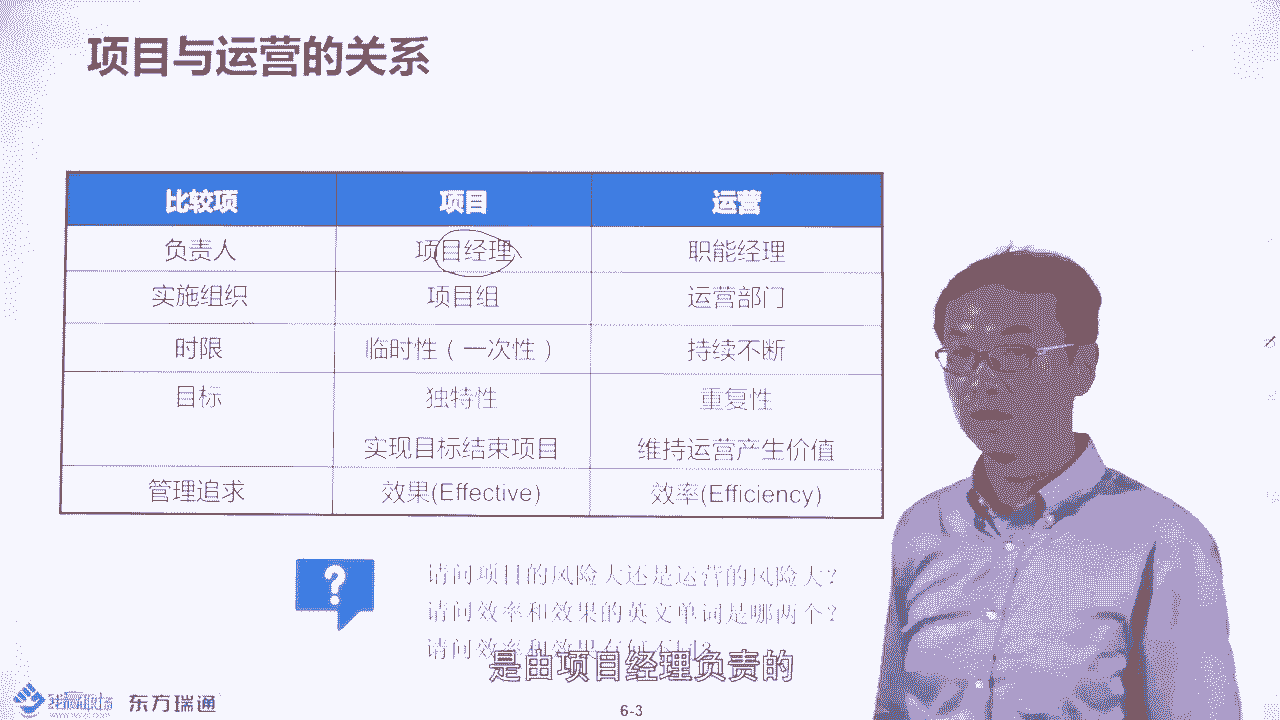 项目与运营的关系
比较项 项目 运营
负责人 项目经理 职能经理
实施组织 项目组 运营部门
时限 临时性（一次性） 持续不断
目标 独特性 重复性
实现目标结束项目 维持运营产生价值
管理追求 效果(Effective) 效率(Efficiency)
?
请问项目的风险大还是运营的风险大？
请问效率和效果的英文单词是哪两个？
请问效率和效果有何
是由项目经理负责的
东方瑞通
6-3